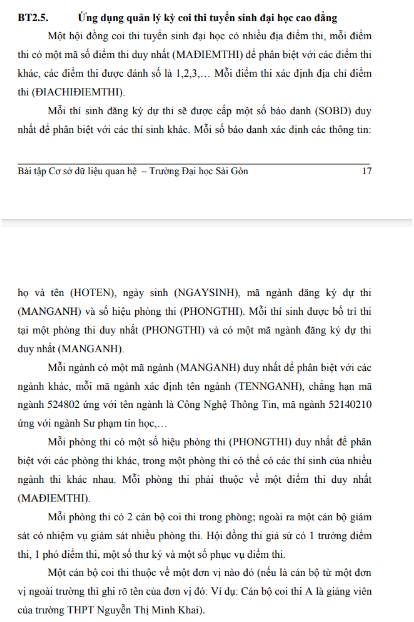 BT2.5. Ứng dụng quản lý kỳ coi thi tuyển sinh đại học cao đẳng
Một hội đồng coi thi tuyển sinh đại học có nhiều địa điểm thi, mỗi điểm
thi có một mã số điểm thi duy nhất (MAĐIEMTHI) để phân biệt với các điểm thi
khác, các điểm thi được đánh số là 1,2,3,… Mỗi điểm thi xác định địa chỉ điểm
thi (ĐIACHIĐIEMTHI).
Mỗi thí sinh đăng ký dự thi sẽ được cấp một số báo danh (SOBD) duy
nhất để phân biệt với các thí sinh khác. Mỗi số báo danh xác định các thông tin:
Bài tập Cơ sở dữ liệu quan hệ – Trường Đại học Sài Gòn 17
họ và tên (HOTEN), ngày sinh (NGAYSINH), mã ngành đăng ký dự thi
(MANGANH) và số hiệu phòng thi (PHONGTHI). Mỗi thí sinh được bố trí thi
tại một phòng thi duy nhất (PHONGTHI) và có một mã ngành đăng ký dự thi
duy nhất (MANGANH).
Mỗi ngành có một mã ngành (MANGANH) duy nhất để phân biệt với các
ngành khác, mỗi mã ngành xác định tên ngành (TENNGANH), chẳng hạn mã
ngành 524802 ứng với tên ngành là Công Nghệ Thông Tin, mã ngành 52140210
ứng với ngành Sư phạm tin học,…
Mỗi phòng thi có một số hiệu phòng thi (PHONGTHI) duy nhất để phân
biệt với các phòng thi khác, trong một phòng thi có thể có các thí sinh của nhiều
ngành thi khác nhau. Mỗi phòng thi phải thuộc về một điểm thi duy nhất
(MAĐIEMTHI).
Mỗi phòng thi có 2 cán bộ coi thi trong phòng; ngoài ra một cán bộ giám
sát có nhiệm vụ giám sát nhiều phòng thi. Hội đồng thi giả sử có 1 trưởng điểm
thi, 1 phó điểm thi, một số thư ký và một số phục vụ điểm thi.
Một cán bộ coi thi thuộc về một đơn vị nào đó (nếu là cán bộ từ một đơn
vị ngoài trường thì ghi rõ tên của đơn vị đó: Ví dụ: Cán bộ coi thi A là giảng viên
của trường THPT Nguyễn Thị Minh Khai).